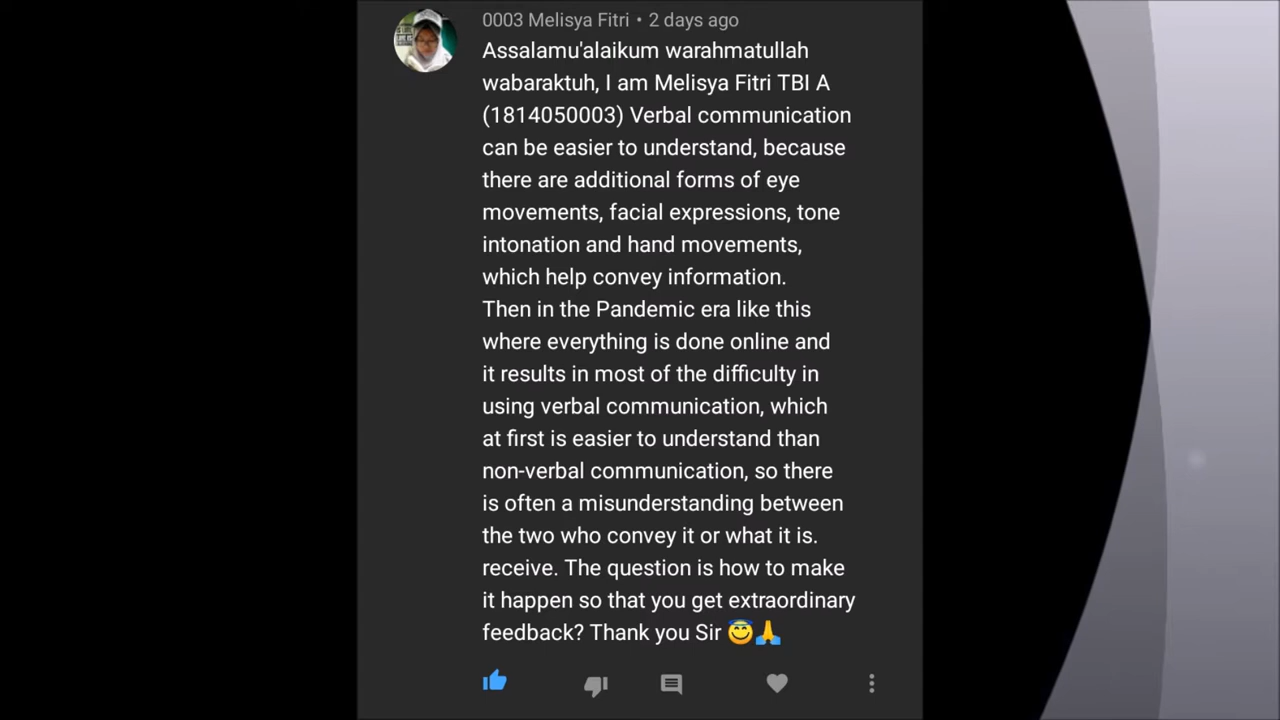 0003 Melisya Fitri • 2 days ago
Assalamu'alaikum warahmatullah
wabaraktuh, I am Melisya Fitri TBI A
(1814050003) Verbal communication
can be easier to understand, because
there are additional forms of eye
movements, facial expressions, tone
intonation and hand movements,
which help convey information.
Then in the Pandemic era like this
where everything is done online and
it results in most of the difficulty in
using verbal communication, which
at first is easier to understand than
non-verbal communication, so there
is often a misunderstanding between
the two who convey it or what it is.
receive. The question is how to make
it happen so that you get extraordinary
feedback? Thank you Sir 😇🙏